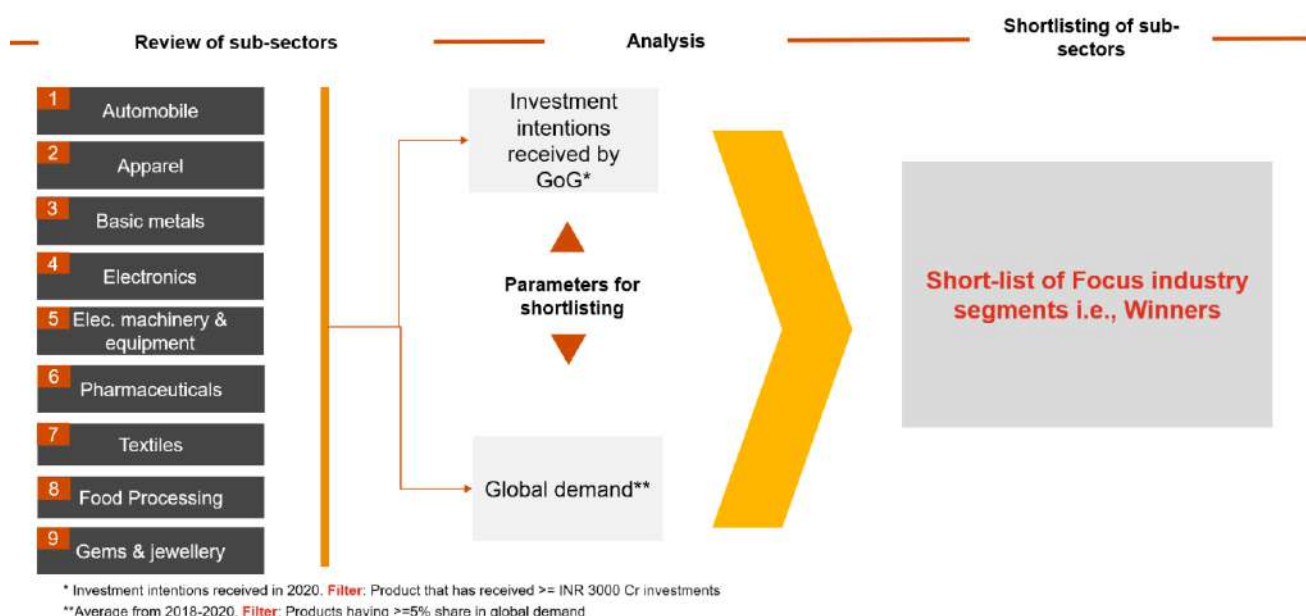 Review of sub-sectors
Analysis
Shortlisting of sub-
sectors
1
Automobile
2
Apparel
3
Basic metals
4
Electronics
5
Elec. machinery &
equipment
6
Pharmaceuticals
7
Textiles
8
Food Processing
9
Gems & jewellery
Investment
intentions
received by
GoG*
Parameters for
shortlisting
Global demand**
Short-list of Focus industry
segments i.e., Winners
* Investment intentions received in 2020. Filter: Product that has received >= INR 3000 Cr investments
**Average from 2018-2020. Filter: Products having >=5% share in global demand